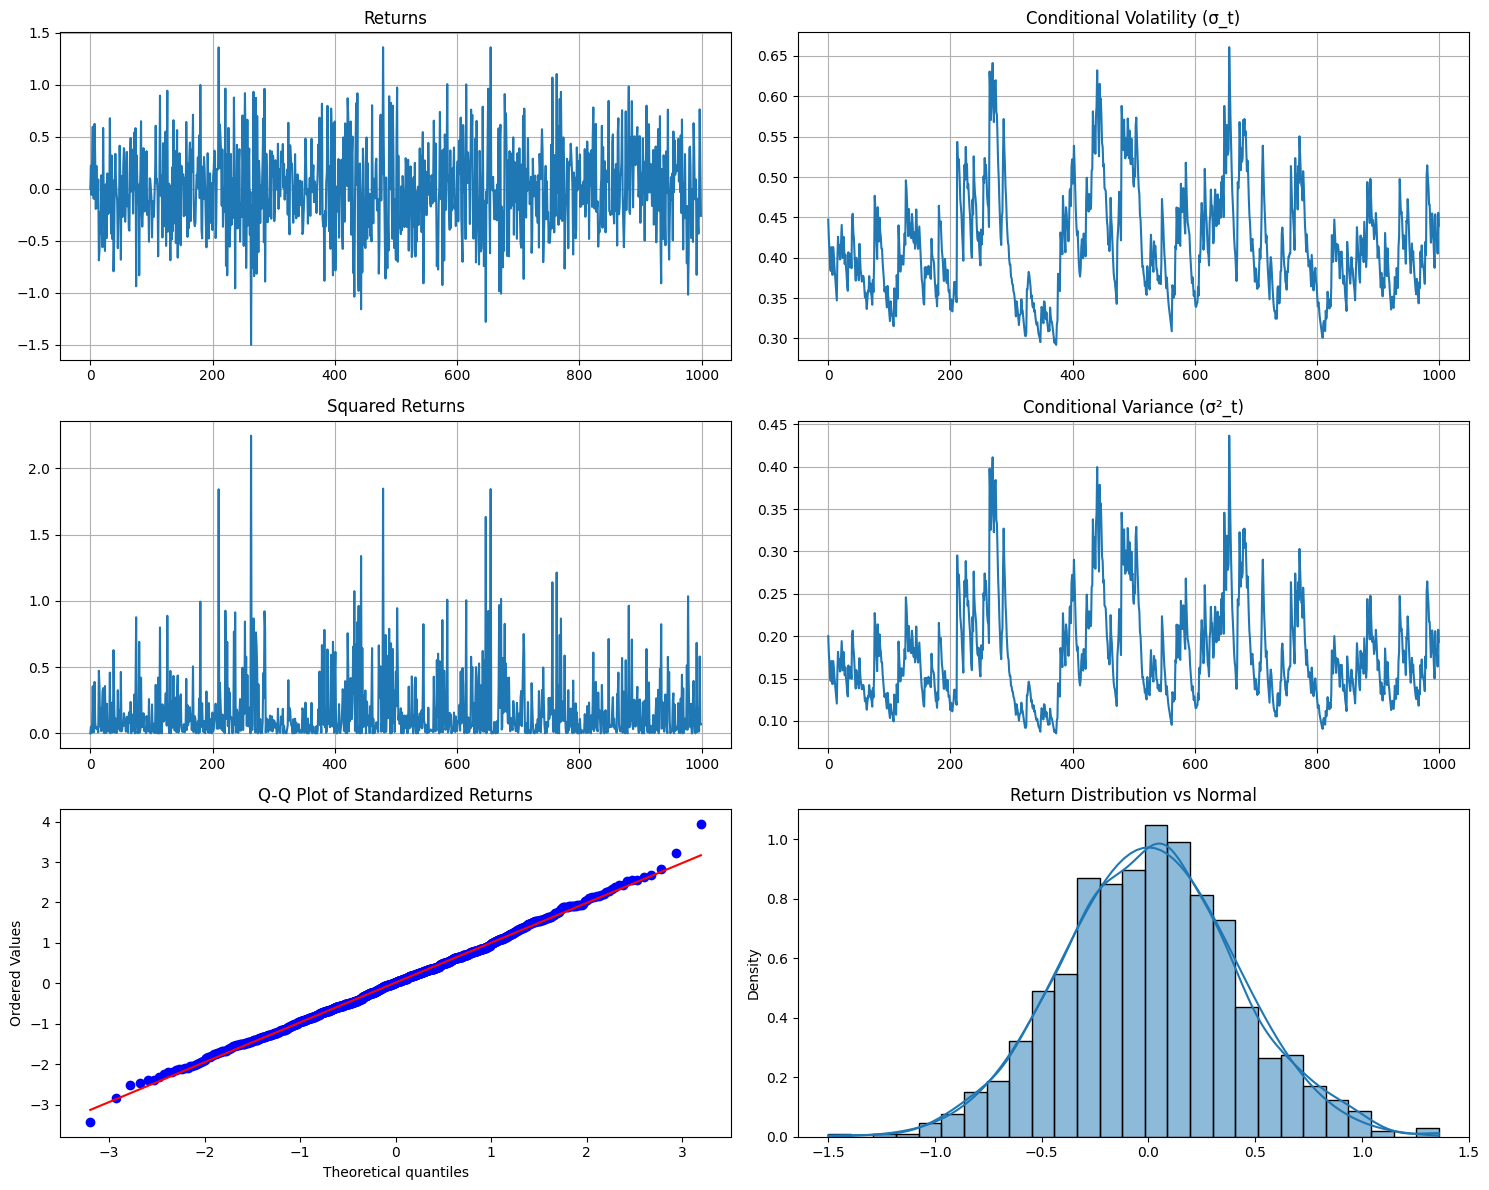 Returns
1.5
1.0
0.5
0.0
−0.5
−1.0
−1.5
0 200 400 600 800 1000
Conditional Volatility (σ_t)
0.65
0.60
0.55
0.50
0.45
0.40
0.35
0.30
0 200 400 600 800 1000
Squared Returns
2.0
1.5
1.0
0.5
0.0
0 200 400 600 800 1000
Conditional Variance (σ²_t)
0.45
0.40
0.35
0.30
0.25
0.20
0.15
0.10
0 200 400 600 800 1000
Q-Q Plot of Standardized Returns
Ordered Values
4
3
2
1
0
−1
−2
−3
−3 −2 −1 0 1 2 3
Theoretical quantiles
Return Distribution vs Normal
Density
1.0
0.8
0.6
0.4
0.2
0.0
−1.5 −1.0 −0.5 0.0 0.5 1.0 1.5